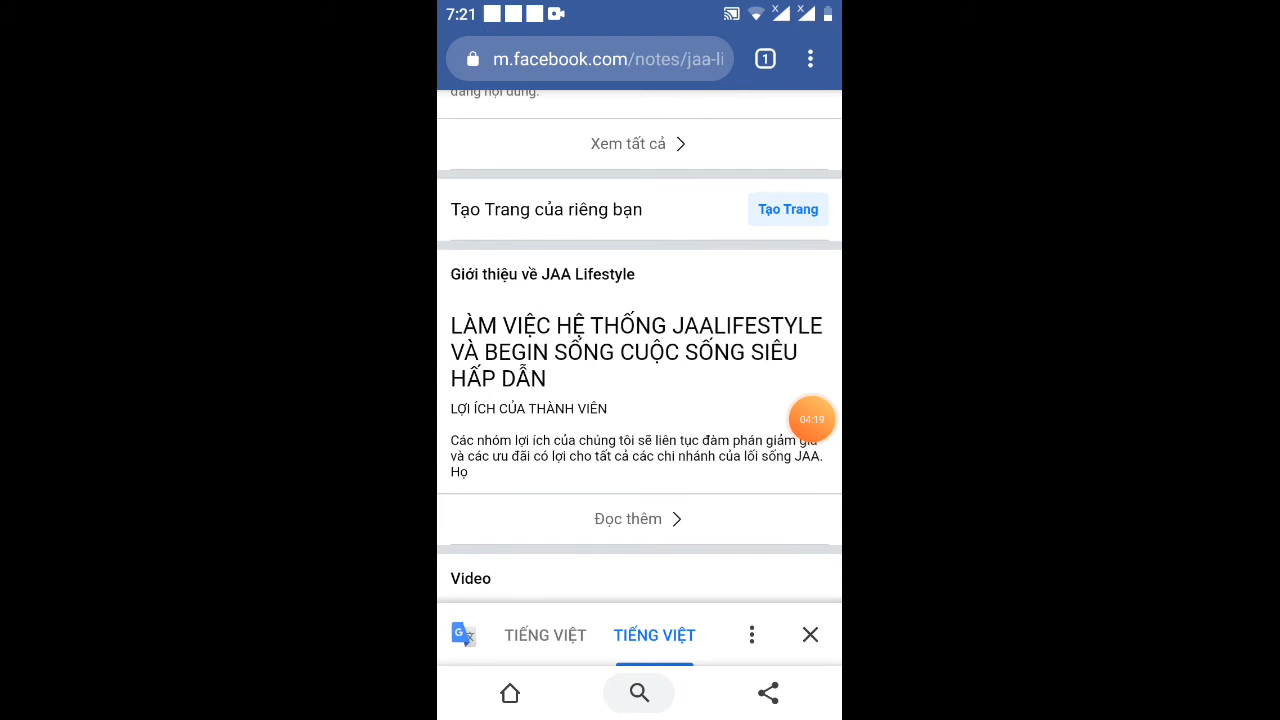 7:21
m.facebook.com/notes/jaa-li
1
đang nội dung.
Xem tất cả
Tạo Trang của riêng bạn
Tạo Trang
Giới thiệu về JAA Lifestyle
LÀM VIỆC HỆ THỐNG JAALIFESTYLE
VÀ BEGIN SỐNG CUỘC SỐNG SIÊU
HẤP DẪN
LỢI ÍCH CỦA THÀNH VIÊN
04:19
Các nhóm lợi ích của chúng tôi sẽ liên tục đàm phán giảm giá
và các ưu đãi có lợi cho tất cả các chi nhánh của lối sống JAA.
Họ
Đọc thêm
Video
TIẾNG VIỆT
TIẾNG VIỆT